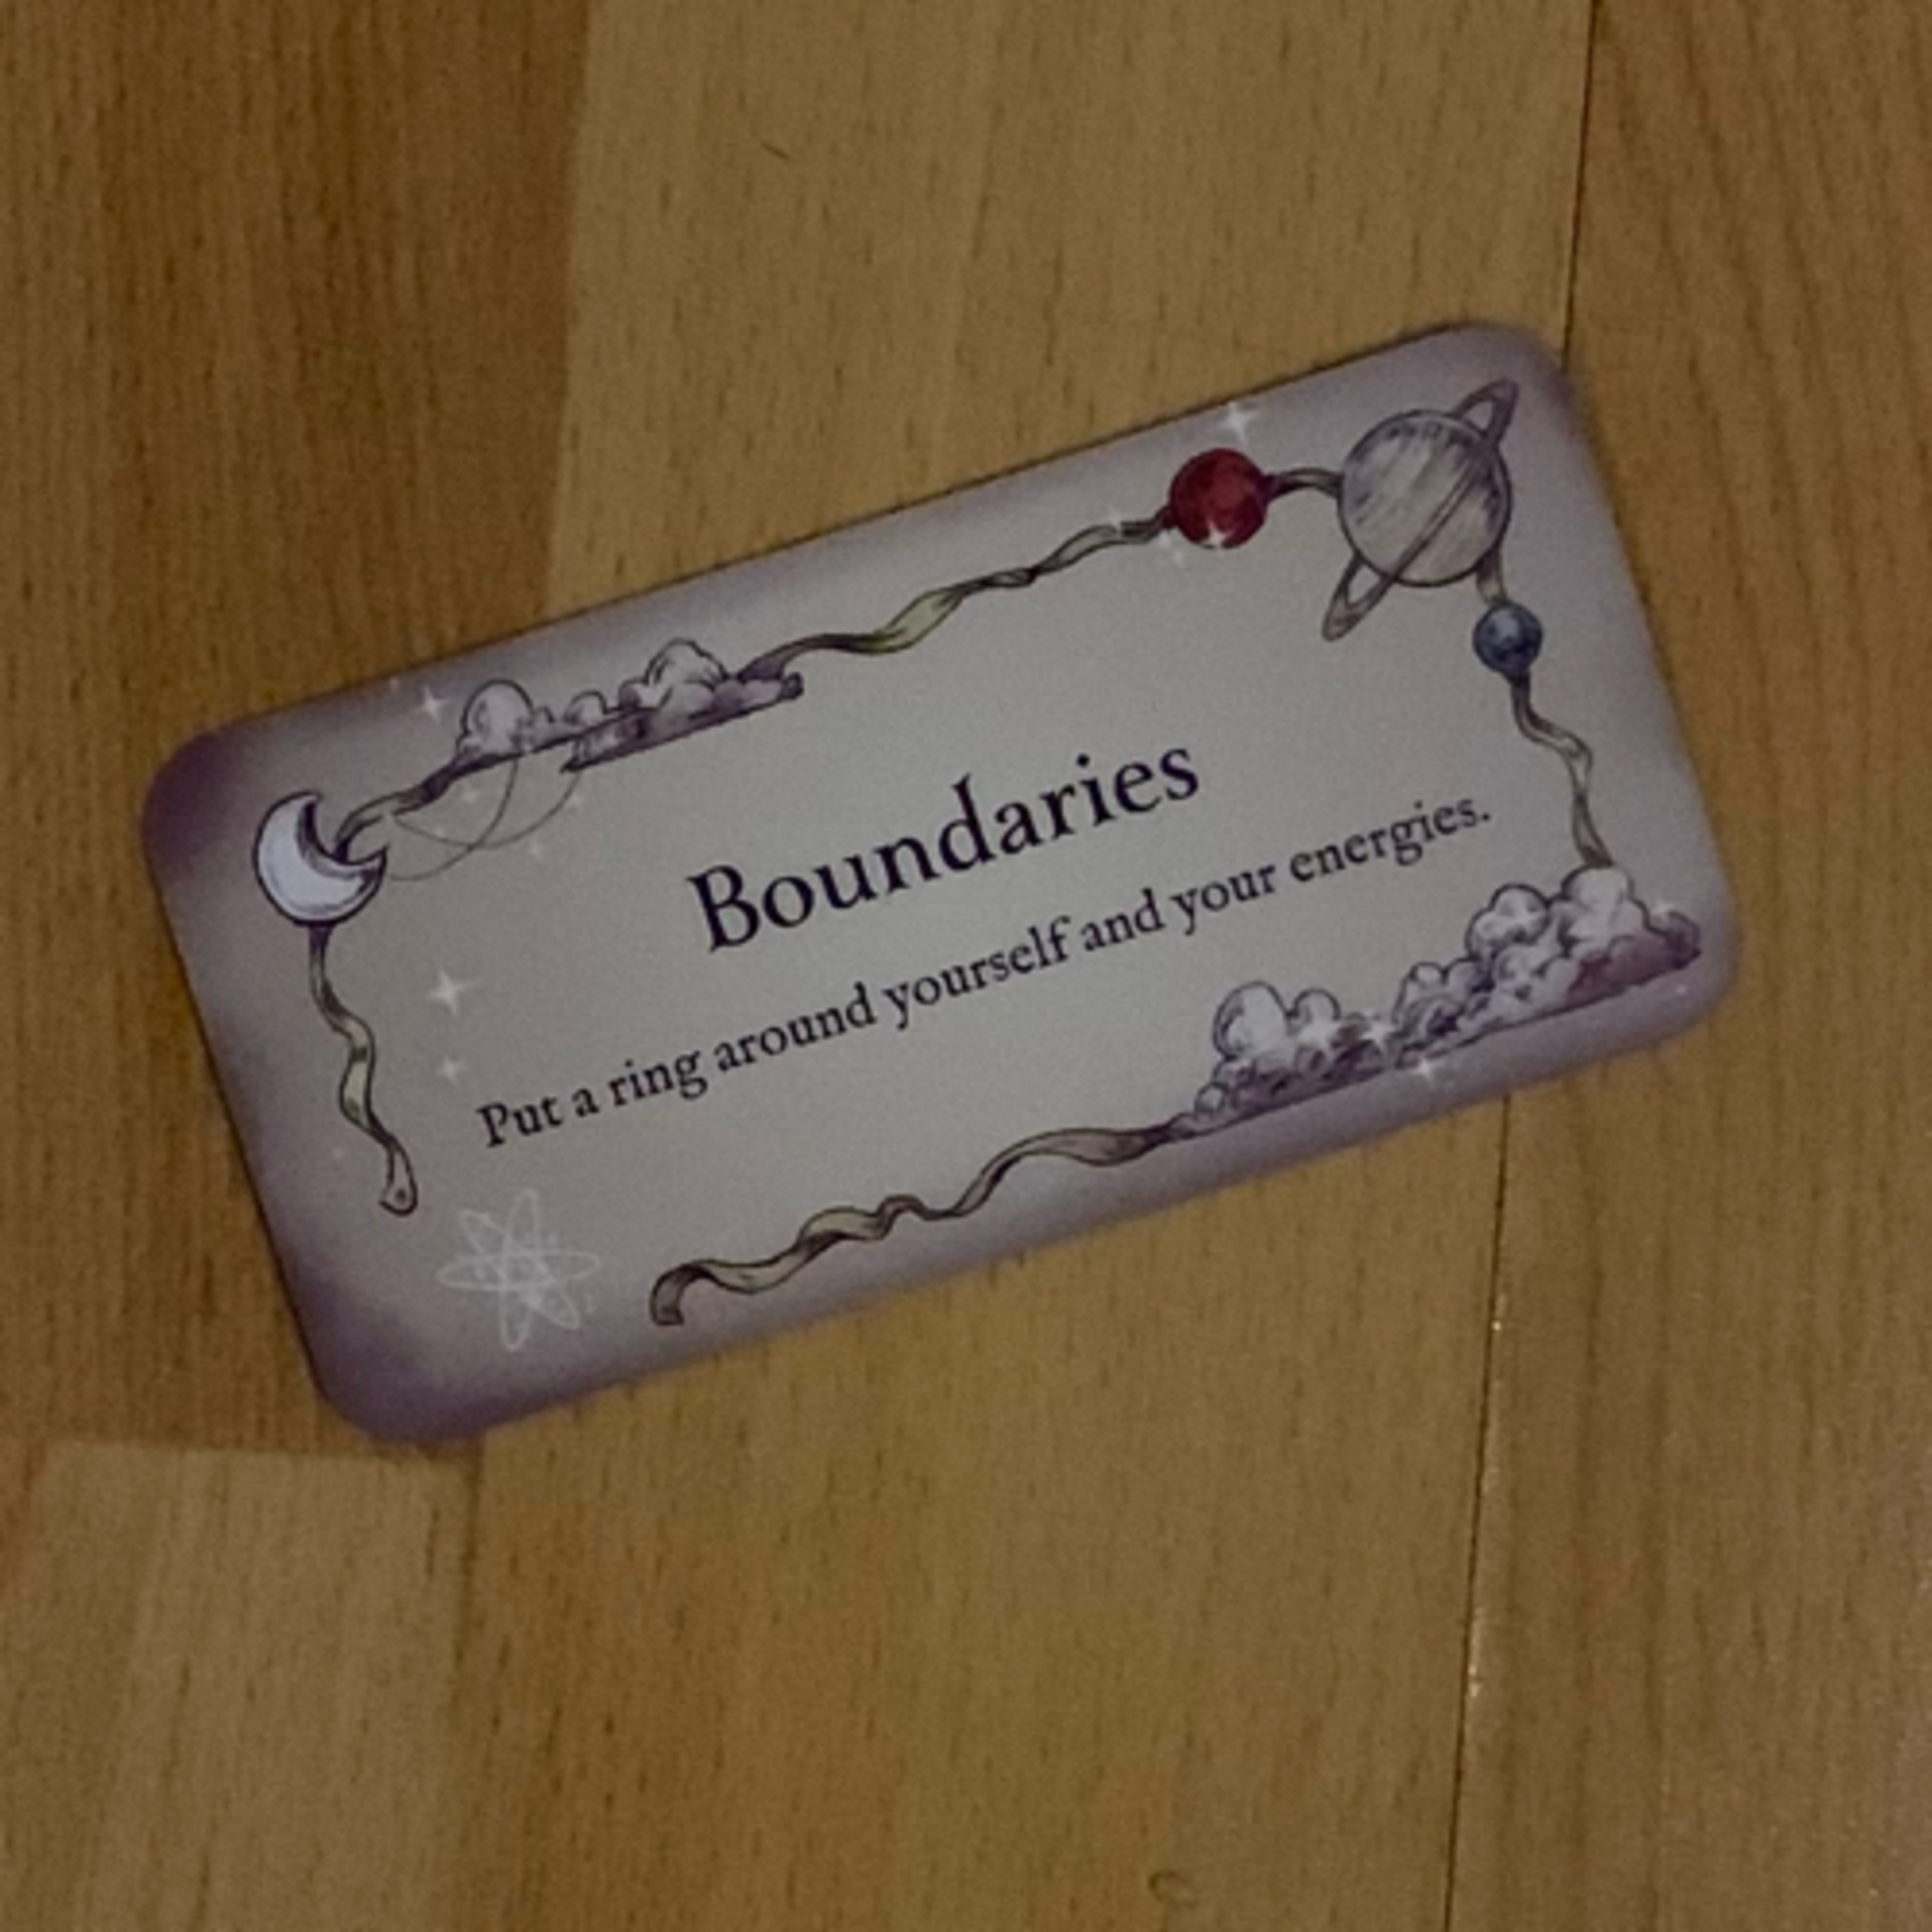 Boundaries
Put a ring around yourself and your energies.